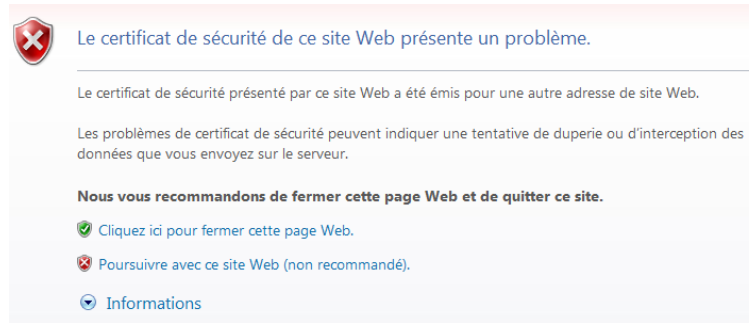 Le certificat de sécurité de ce site Web présente un problème.
Le certificat de sécurité présenté par ce site Web a été émis pour une autre adresse de site Web.
Les problèmes de certificat de sécurité peuvent indiquer une tentative de duperie ou d'interception des
données que vous envoyez sur le serveur.
Nous vous recommandons de fermer cette page Web et de quitter ce site.
Cliquez ici pour fermer cette page Web.
Poursuivre avec ce site Web (non recommandé).
Informations